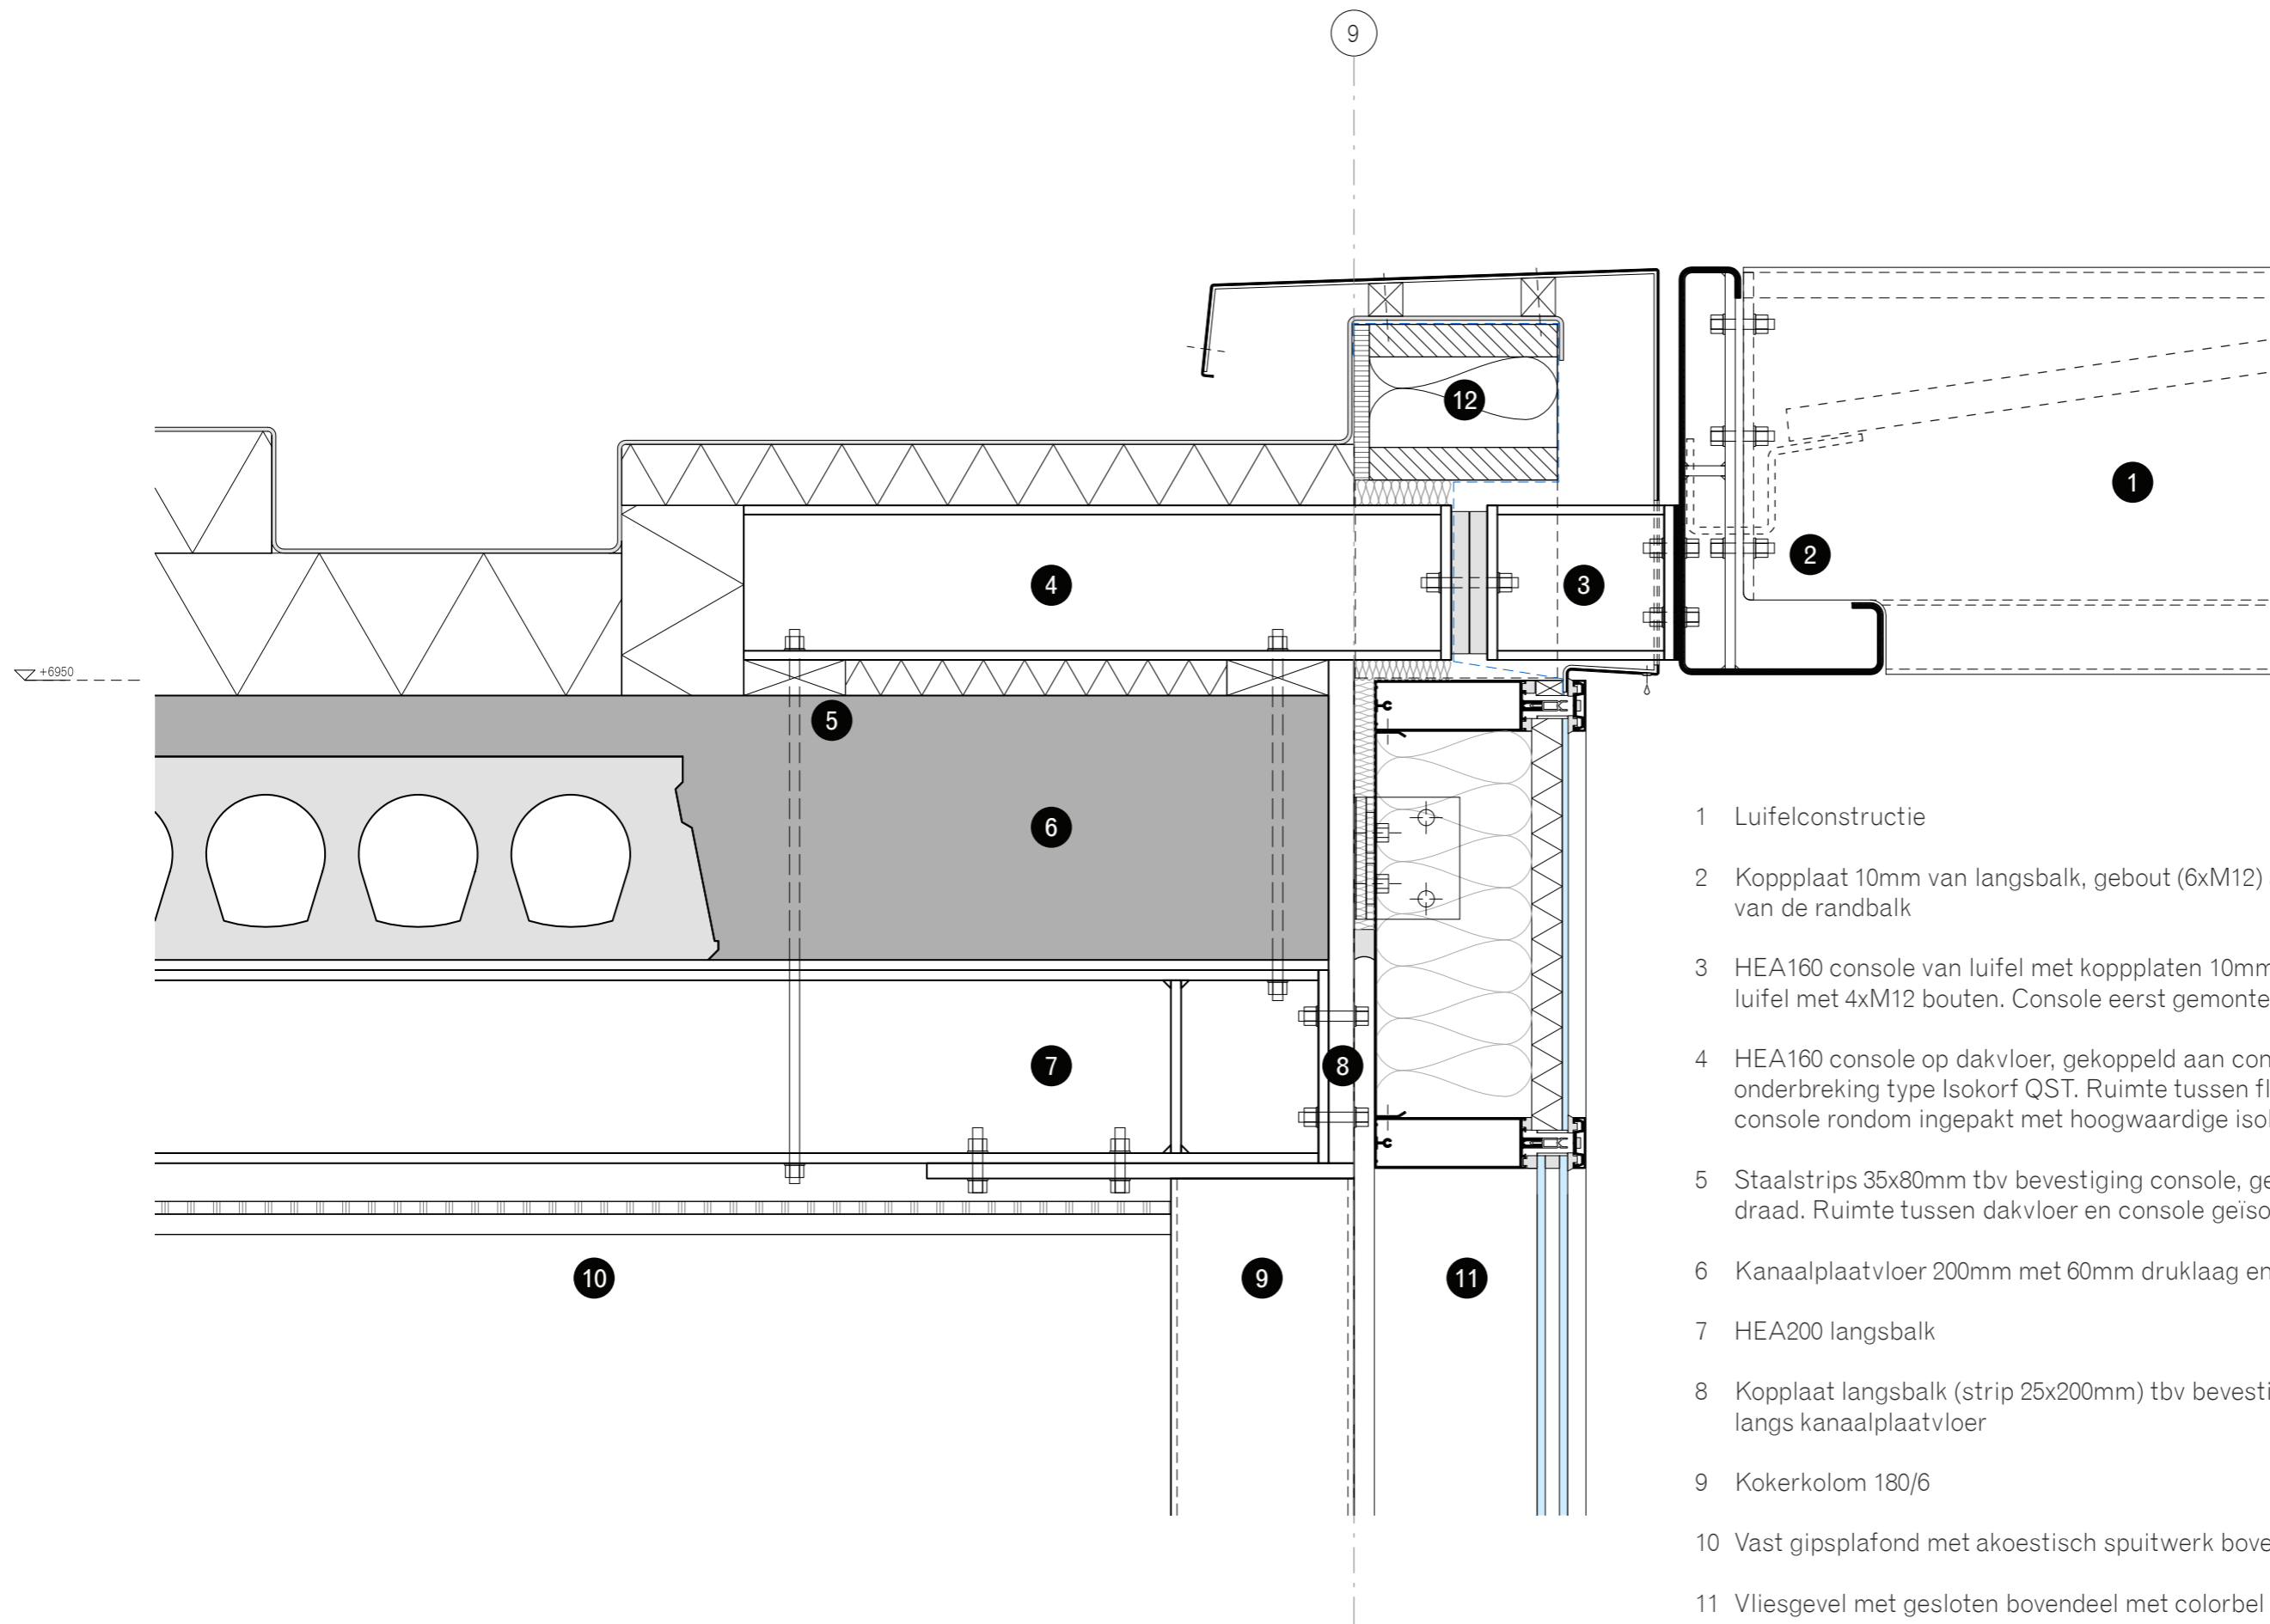 9
12
1
2
4
3
+6950
5
6
7
8
10
9
11
1 Luifelconstructie
2 Koppplaat 10mm van langsbalk, gebout (6xM12)
van de randbalk
3 HEA160 console van luifel met koppplaten 10mm
luifel met 4xM12 bouten. Console eerst gemonte
4 HEA160 console op dakvloer, gekoppeld aan con
onderbreking type Isokorf QST. Ruimte tussen fl
console rondom ingepakt met hoogwaardige isol
5 Staalstrips 35x80mm tbv bevestiging console, ge
draad. Ruimte tussen dakvloer en console geïso
6 Kanaalplaatvloer 200mm met 60mm druklaag en
7 HEA200 langsbalk
8 Kopplaat langsbalk (strip 25x200mm) tbv bevesti
langs kanaalplaatvloer
9 Kokerkolom 180/6
10 Vast gipsplafond met akoestisch spuitwerk bove
11 Vliesgevel met gesloten bovendeel met colorbel